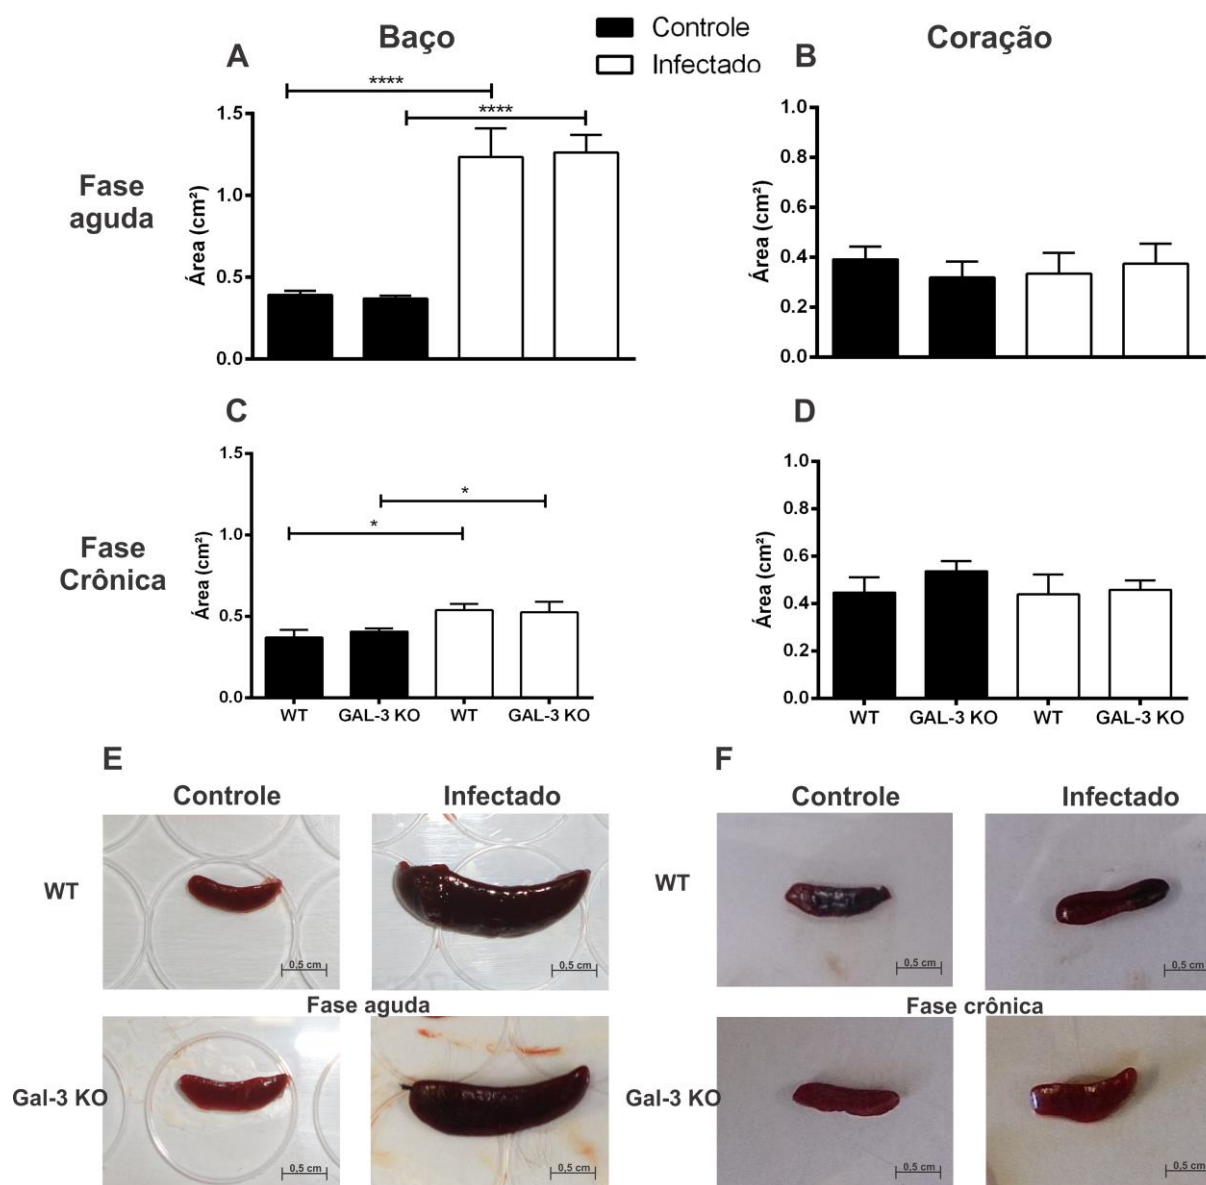 Baço
Controle
Infectado
Coração
A
B
Fase
aguda
****
****
Área (cm²)
1.5
1.0
0.5
0.0
Área (cm²)
1.0
0.8
0.6
0.4
0.2
0.0
C
D
Fase
Crônica
*
*
Área (cm²)
1.5
1.0
0.5
0.0
WT
GAL-3 KO
WT
GAL-3 KO
Área (cm²)
1.0
0.8
0.6
0.4
0.2
0.0
WT
GAL-3 KO
WT
GAL-3 KO
E
Controle
Infectado
WT
0,5 cm
0,5 cm
Fase aguda
Gal-3 KO
0,5 cm
0,5 cm
F
Controle
Infectado
WT
0,5 cm
0,5 cm
Fase crônica
Gal-3 KO
0,5 cm
0,5 cm